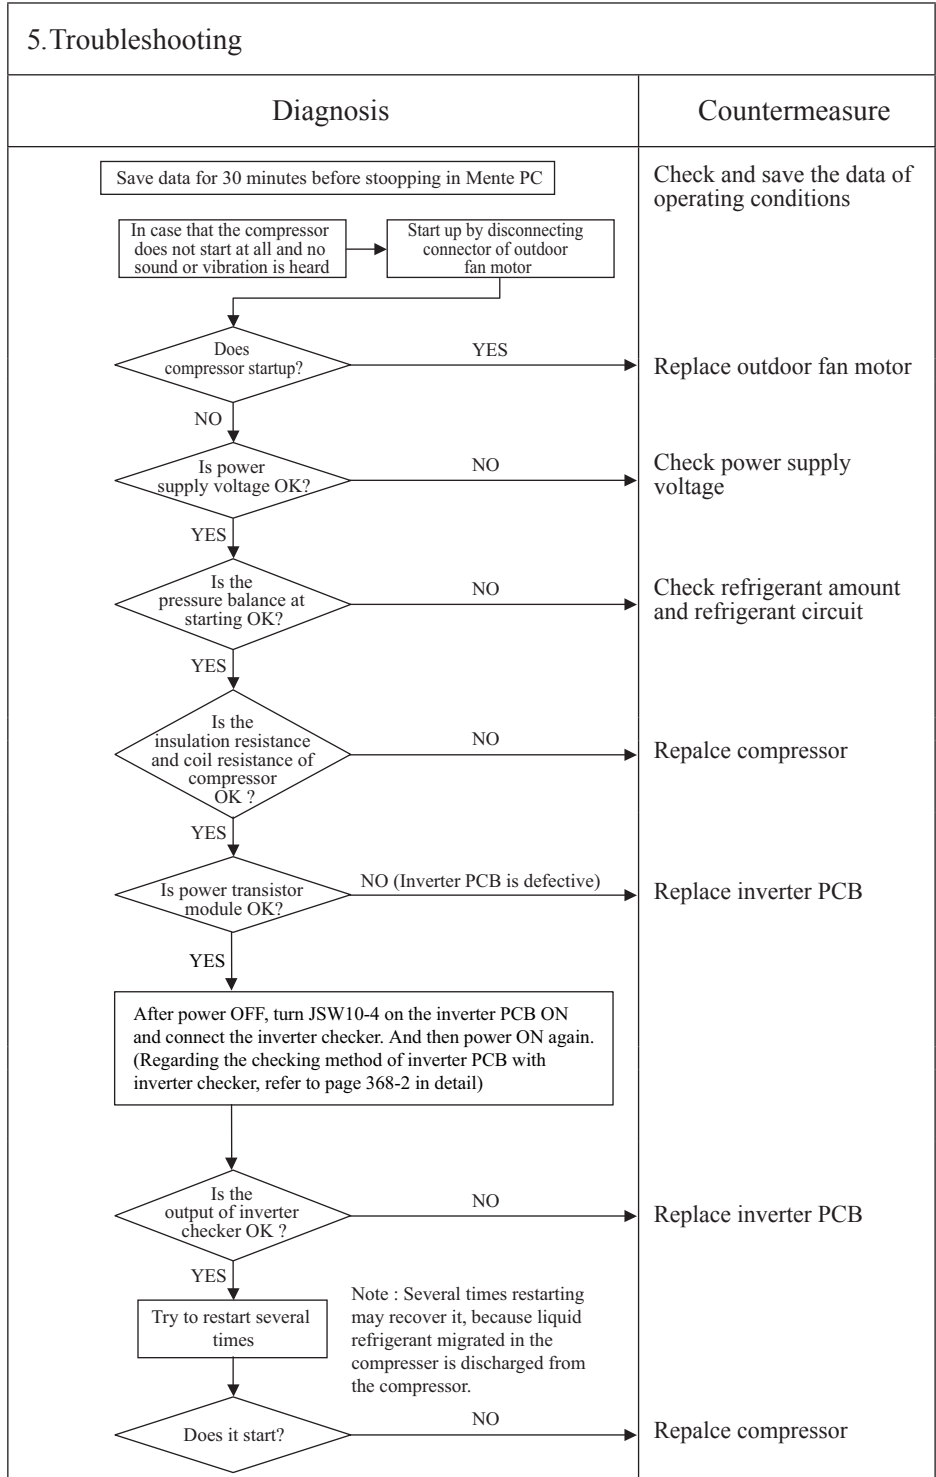 5.Troubleshooting
Diagnosis
Countermeasure
Save data for 30 minutes before stoopping in Mente PC
Check and save the data of
operating conditions
In case that the compressor
does not start at all and no
sound or vibration is heard
Start up by disconnecting
connector of outdoor
fan motor
Does
compressor startup?
YES
Replace outdoor fan motor
NO
Is power
supply voltage OK?
NO
Check power supply
voltage
YES
Is the
pressure balance at
starting OK?
NO
Check refrigerant amount
and refrigerant circuit
YES
Is the
insulation resistance
and coil resistance of
compressor
OK ?
NO
Repalce compressor
YES
Is power transistor
module OK?
NO (Inverter PCB is defective)
Replace inverter PCB
YES
After power OFF, turn JSW10-4 on the inverter PCB ON
and connect the inverter checker. And then power ON again.
(Regarding the checking method of inverter PCB with
inverter checker, refer to page 368-2 in detail)
Is the
output of inverter
checker OK ?
NO
Replace inverter PCB
YES
Try to restart several
times
Note : Several times restarting
may recover it, because liquid
refrigerant migrated in the
compresser is discharged from
the compressor.
Does it start?
NO
Repalce compressor